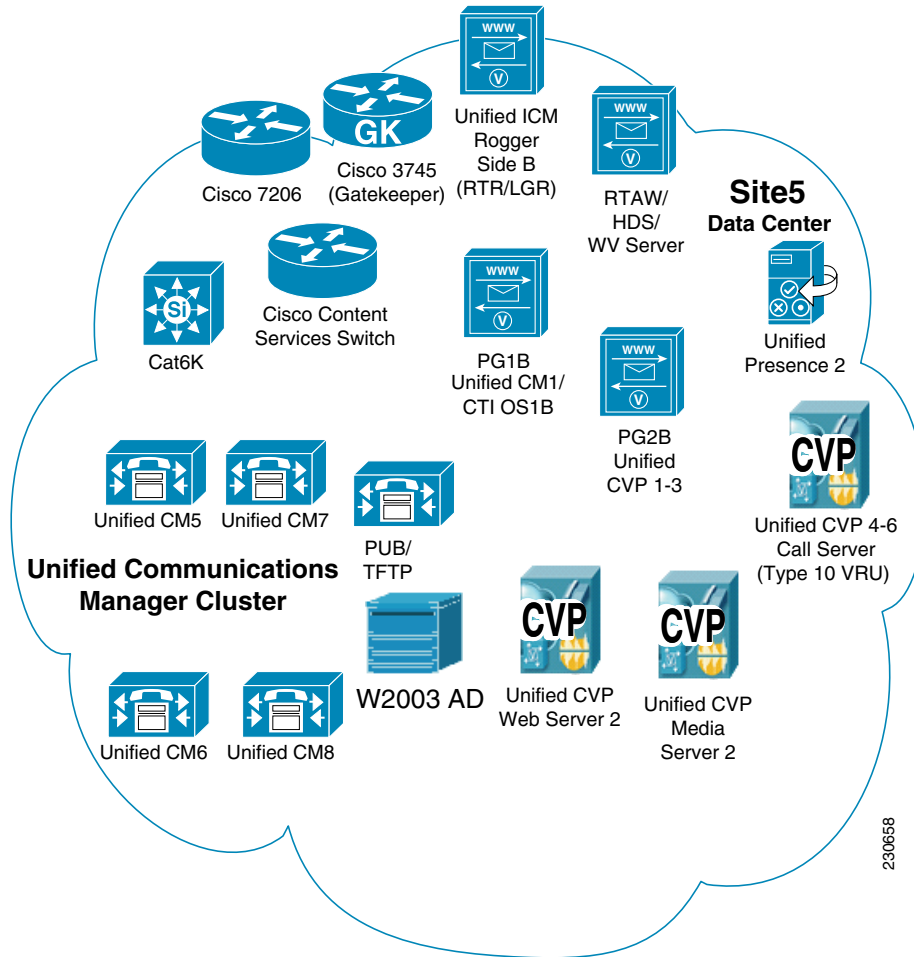 WWW
V
Unified ICM
Rogger
Side B
(RTR/LGR)
GK
Cisco 3745
(Gatekeeper)
Cisco 7206
WWW
V
RTAW/
HDS/
WV Server
Site5
Data Center
Cisco Content
Services Switch
Si
Cat6K
WWW
V
PG1B
Unified CM1/
CTI OS1B
WWW
V
PG2B
Unified
CVP 1-3
Unified
Presence 2
CVP
Unified CVP 4-6
Call Server
(Type 10 VRU)
Unified CM5
Unified CM7
PUB/
TFTP
Unified Communications
Manager Cluster
W2003 AD
CVP
Unified CVP
Web Server 2
CVP
Unified CVP
Media
Server 2
Unified CM6
Unified CM8
230658